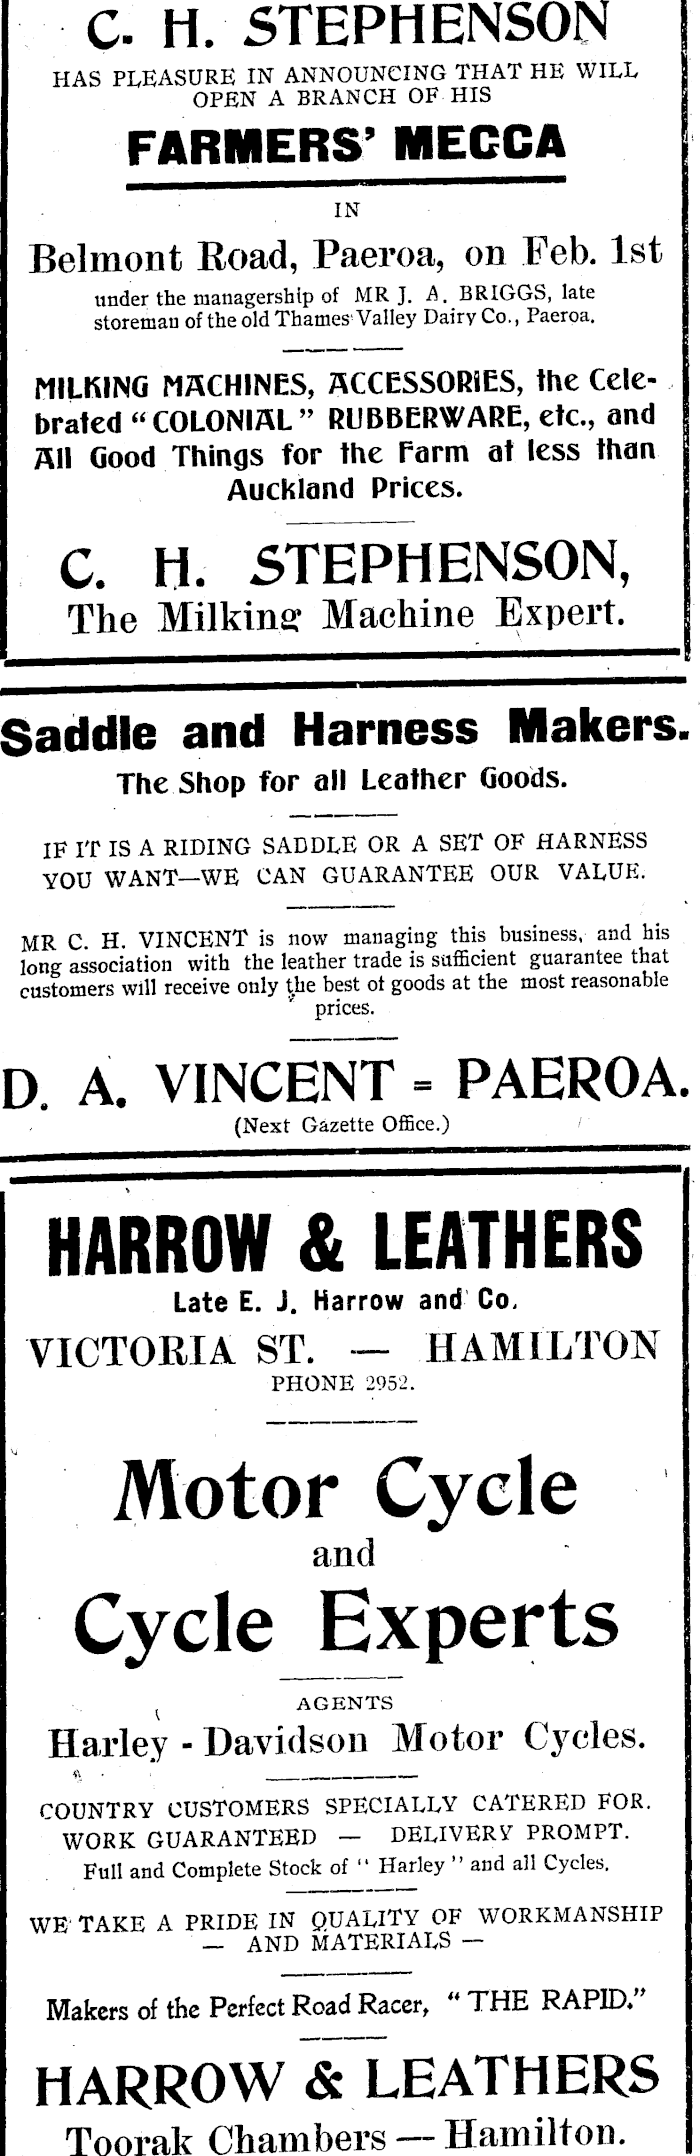 C. H. STEPHENSON
HAS PLEASURE IN ANNOUNCING THAT HE WILL
OPEN A BRANCH OF HIS
FARMERS' MECCA
IN
Belmont Road, Paeroa, on Feb. 1st
under the managership of MR J. A. BRIGGS, late
storeman of the old Thames Valley Dairy Co., Paeroa.
MILKING MACHINES, ACCESSORIES, the Cele-
brated "COLONIAL" RUBBERWARE, etc., and
All Good Things for the Farm at less than
Auckland Prices.
C. H. STEPHENSON,
The Milking Machine Expert.
Saddle and Harness Makers.
The Shop for all Leather Goods.
IF IT IS A RIDING SADDLE OR A SET OF HARNESS
YOU WANT—WE CAN GUARANTEE OUR VALUE.
MR C. H. VINCENT is now managing this business, and his
long association with the leather trade is sufficient guarantee that
customers will receive only the best of goods at the most reasonable
prices.
D. A. VINCENT = PAEROA.
(Next Gazette Office.)
HARROW & LEATHERS
Late E. J. Harrow and Co.
VICTORIA ST. — HAMILTON
PHONE 2952.
Motor Cycle
and
Cycle Experts
AGENTS
Harley - Davidson Motor Cycles.
COUNTRY CUSTOMERS SPECIALLY CATERED FOR.
WORK GUARANTEED — DELIVERY PROMPT.
Full and Complete Stock of "Harley" and all Cycles.
WE TAKE A PRIDE IN QUALITY OF WORKMANSHIP
— AND MATERIALS —
Makers of the Perfect Road Racer, "THE RAPID."
HARROW & LEATHERS
Toorak Chambers — Hamilton.